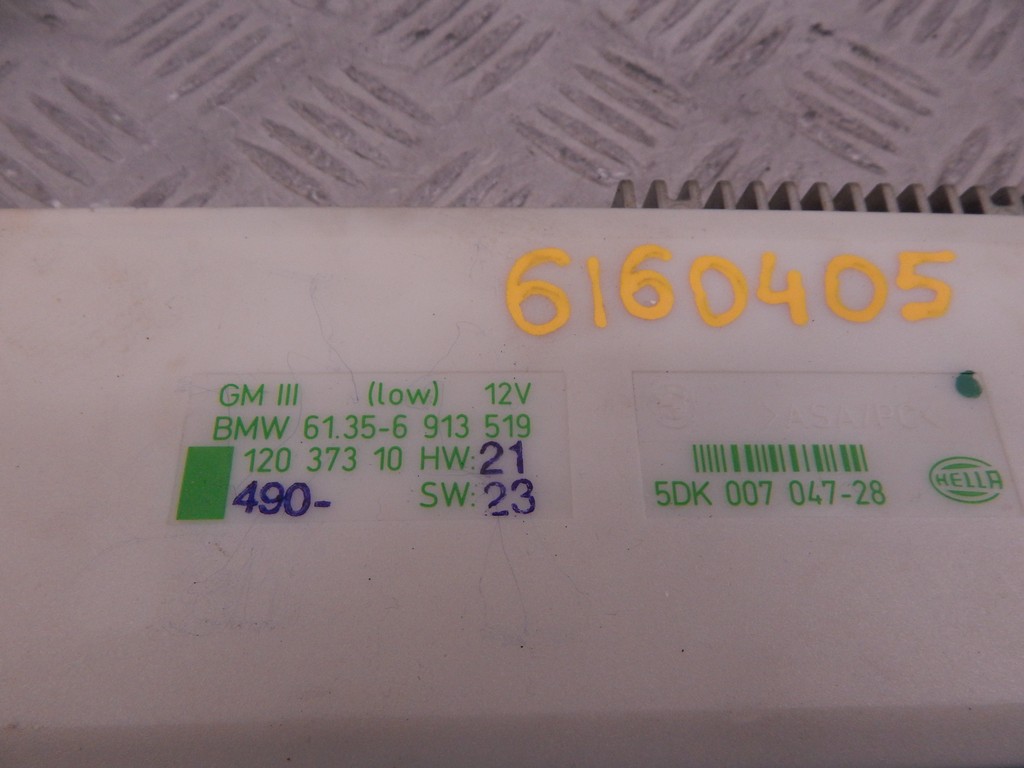 6160405
GM III (low) 12V
BMW 61.35-6 913 519
120 373 10 HW: 21
490- SW: 23
5DK 007 047-28
HELLA